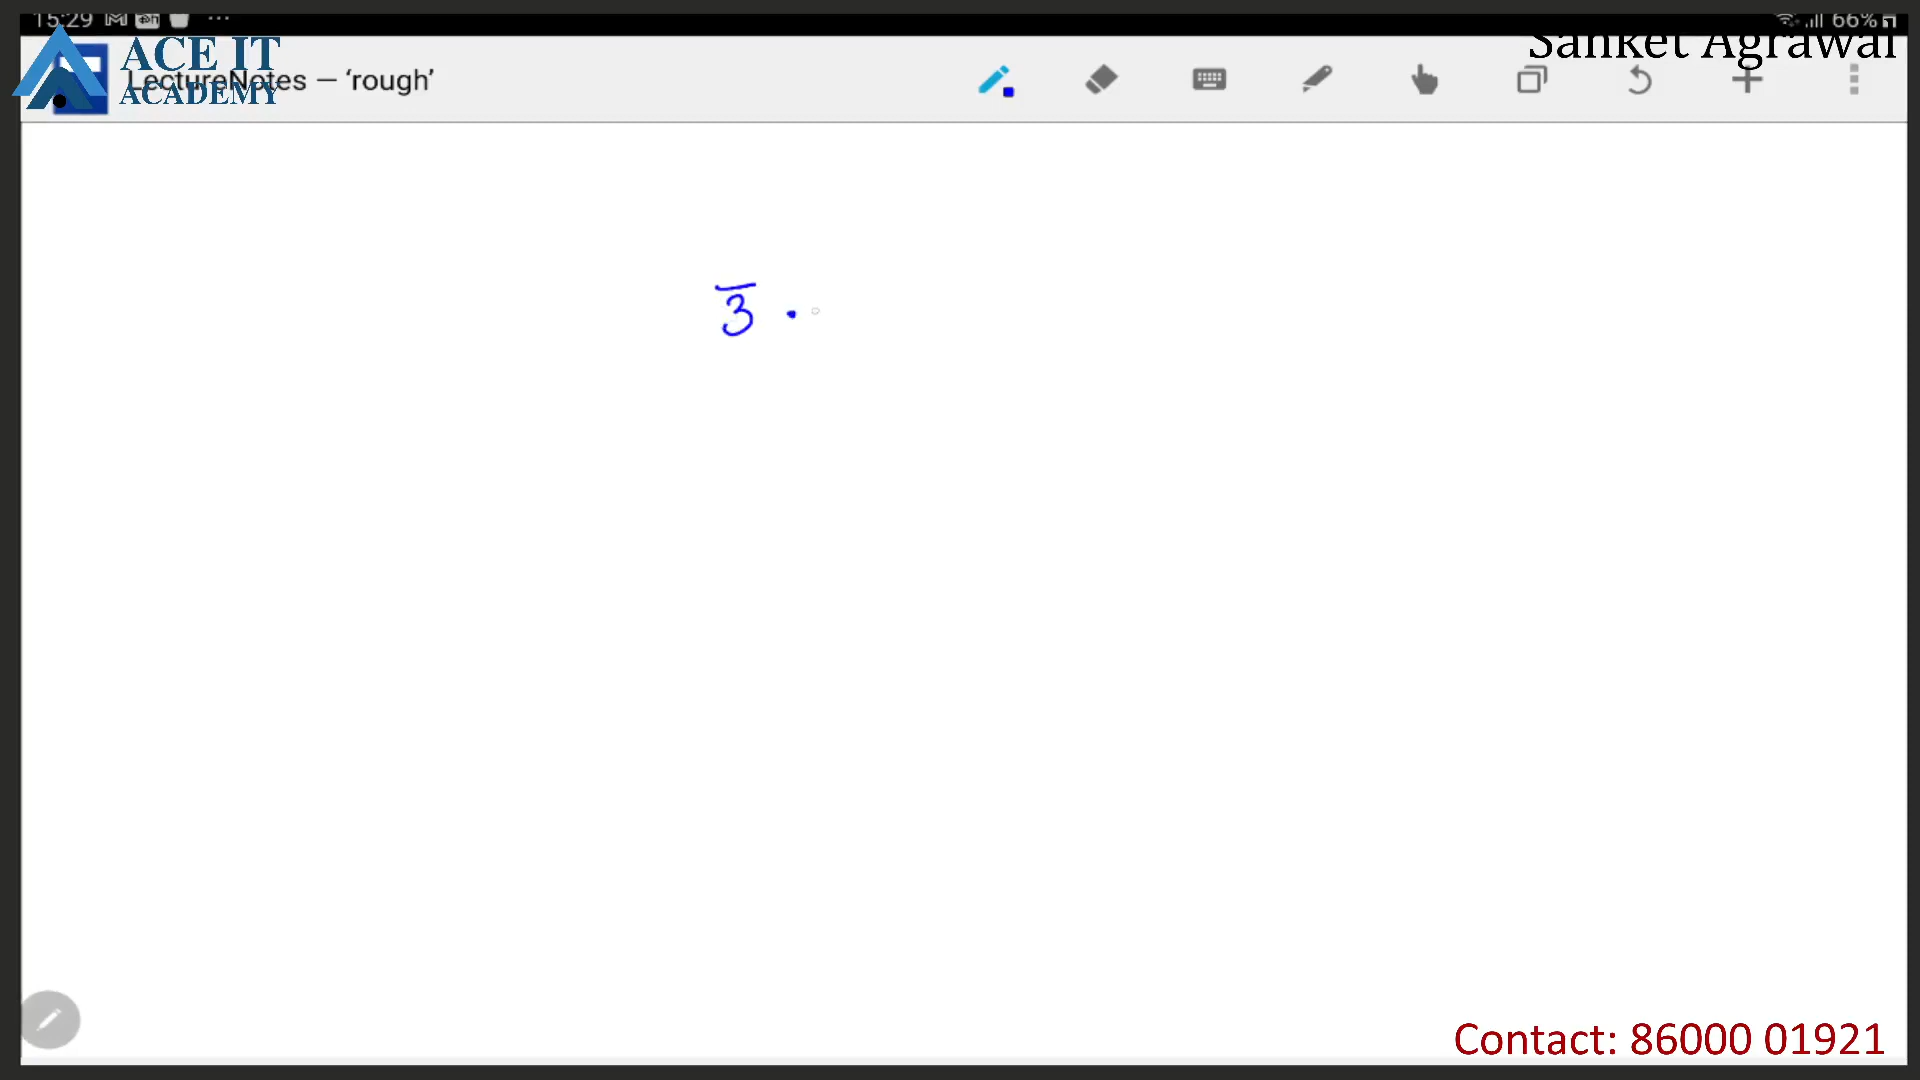 15:29 ... 66%
Sanket Agrawal
ACE IT
ACADEMY
LectureNotes — ‘rough’
3̅ .
Contact: 86000 01921